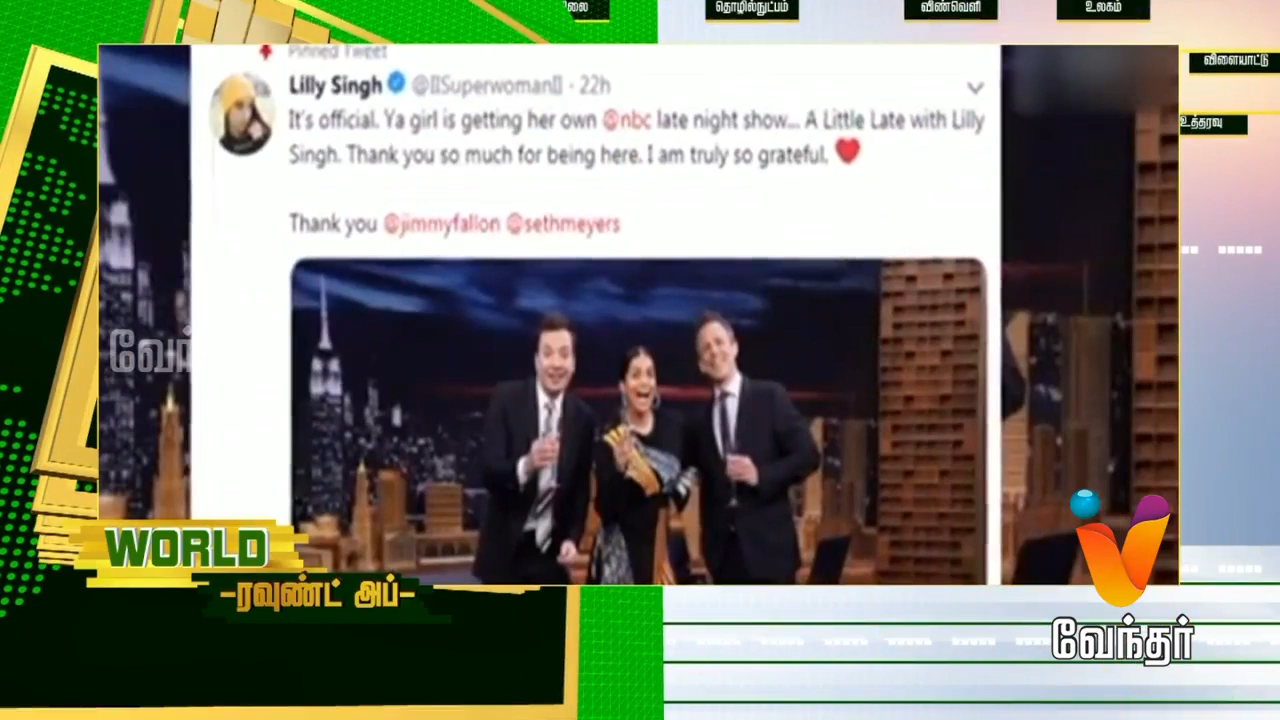 தொழில்நுட்பம்
விண்வெளி
உலகம்
விளையாட்டு
உத்தரவு
Pinned Tweet
Lilly Singh @IISuperwomanII · 22h
It's official. Ya girl is getting her own @nbc late night show... A Little Late with Lilly
Singh. Thank you so much for being here. I am truly so grateful. ❤
Thank you @jimmyfallon @sethmeyers
WORLD
-ரவுண்ட் அப்-
வேந்தர்